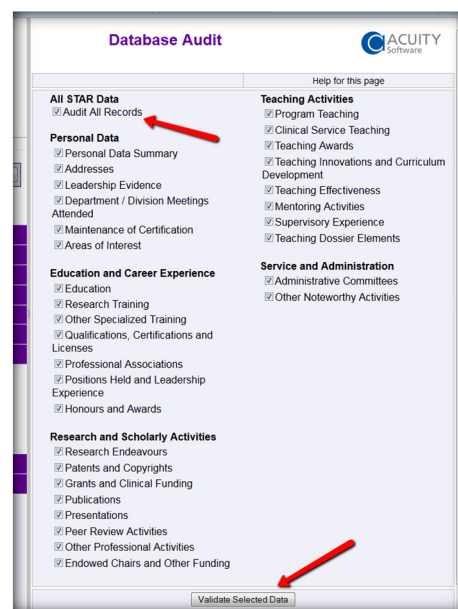 Database Audit
ACUITY
Software
Help for this page
All STAR Data
Audit All Records
Personal Data
Personal Data Summary
Addresses
Leadership Evidence
Department / Division Meetings
Attended
Maintenance of Certification
Areas of Interest
Education and Career Experience
Education
Research Training
Other Specialized Training
Qualifications, Certifications and
Licenses
Professional Associations
Positions Held and Leadership
Experience
Honours and Awards
Research and Scholarly Activities
Research Endeavours
Patents and Copyrights
Grants and Clinical Funding
Publications
Presentations
Peer Review Activities
Other Professional Activities
Endowed Chairs and Other Funding
Teaching Activities
Program Teaching
Clinical Service Teaching
Teaching Awards
Teaching Innovations and Curriculum
Development
Teaching Effectiveness
Mentoring Activities
Supervisory Experience
Teaching Dossier Elements
Service and Administration
Administrative Committees
Other Noteworthy Activities
Validate Selected Data